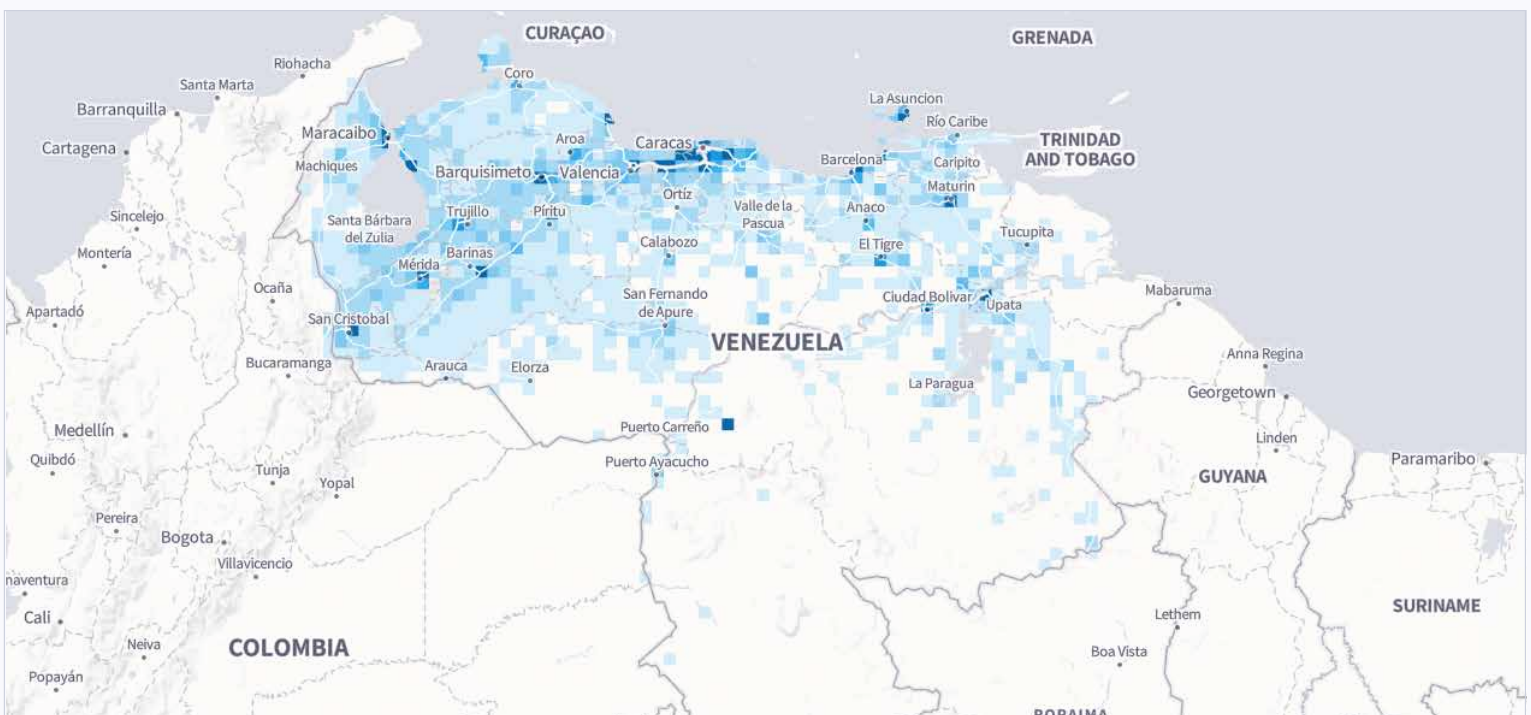 CURAÇAO
GRENADA
Riohacha
Coro
Santa Marta
La Asuncion
Barranquilla
Río Caribe
Maracaibo
Aroa
Caracas
TRINIDAD
AND TOBAGO
Cartagena
Machiques
Barquisimeto
Valencia
Barcelona
Caripito
Maturin
Ortíz
Sincelejo
Santa Bárbara
del Zulia
Trujillo
Píritu
Valle de la
Pascua
Anaco
Tucupita
Montería
Barinas
Calabozo
El Tigre
Mérida
Ocaña
San Fernando
de Apure
Ciudad Bolivar
Upata
Mabaruma
Apartadó
San Cristobal
VENEZUELA
Bucaramanga
Arauca
Elorza
Anna Regina
La Paragua
Georgetown
Medellín
Puerto Carreño
Linden
Quibdó
Tunja
Puerto Ayacucho
Paramaribo
Yopal
GUYANA
Pereira
Bogota
Villavicencio
naventura
Cali
Lethem
SURINAME
Neiva
COLOMBIA
Boa Vista
Popayán
RORAIMA